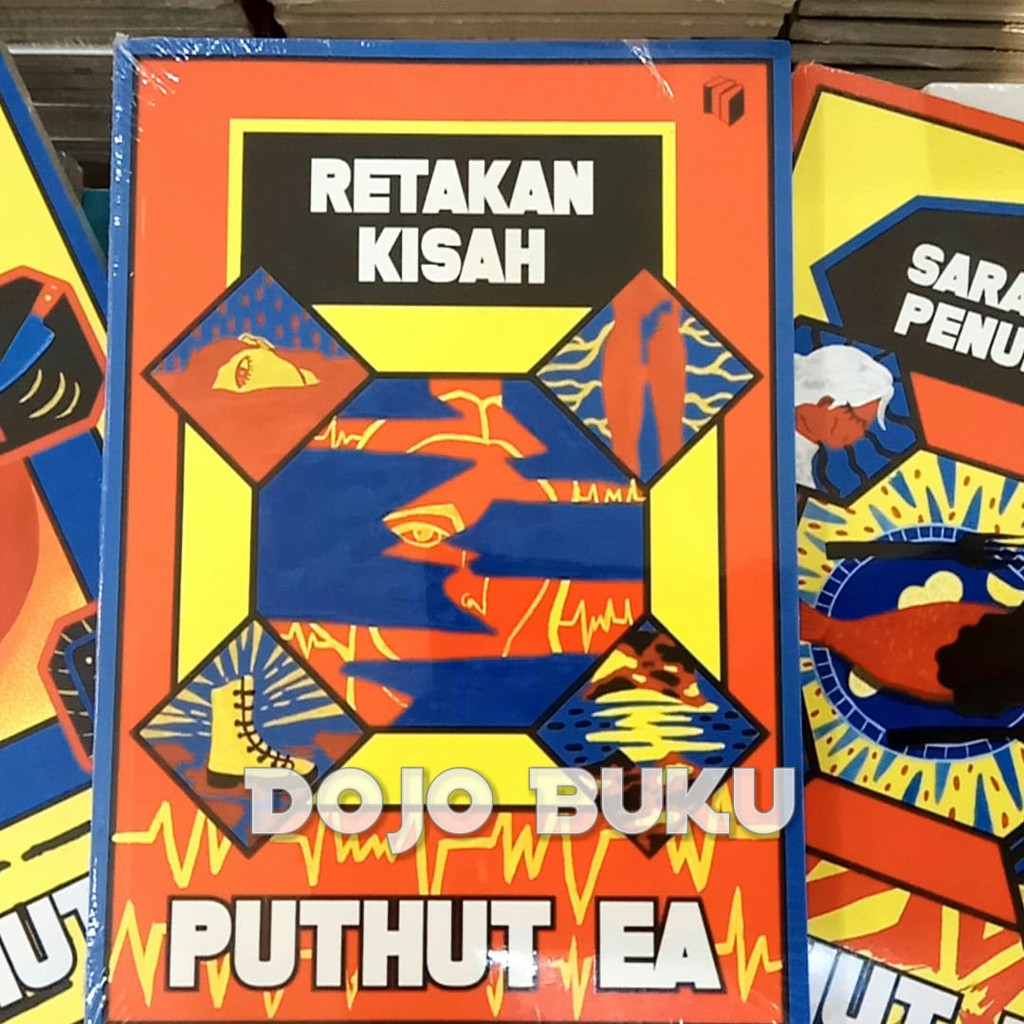 RETAKAN
KISAH
DOJO BUKU
PUTHUT EA